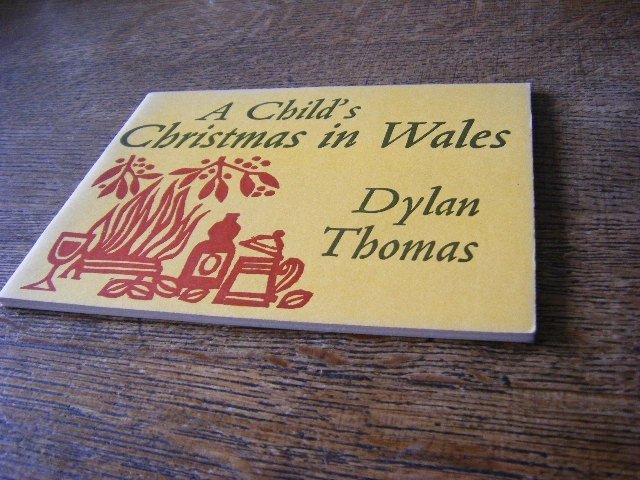 A Child's
Christmas in Wales
Dylan
Thomas